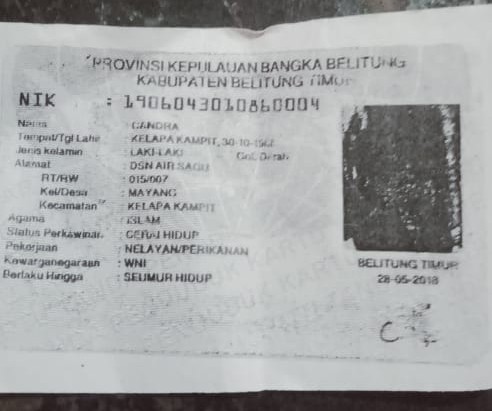 PROVINSI KEPULAUAN BANGKA BELITUNG
KABUPATEN BELITUNG TIMUR
NIK : 1906043010860004
Nama : CANDRA
Tempat/Tgl Lahir : KELAPA KAMPIT, 30-10-
Jenis kelamin : LAKI-LAKI Gol. Darah
Alamat : DSN AIR SAGU
RT/RW : 015/007
Kel/Desa : MAYANG
Kecamatan : KELAPA KAMPIT
Agama : ISLAM
Status Perkawinan : CERAI HIDUP
Pekerjaan : NELAYAN/PERIKANAN
Kewarganegaraan : WNI
Berlaku Hingga : SEUMUR HIDUP
BELITUNG TIMUR
28-05-2018